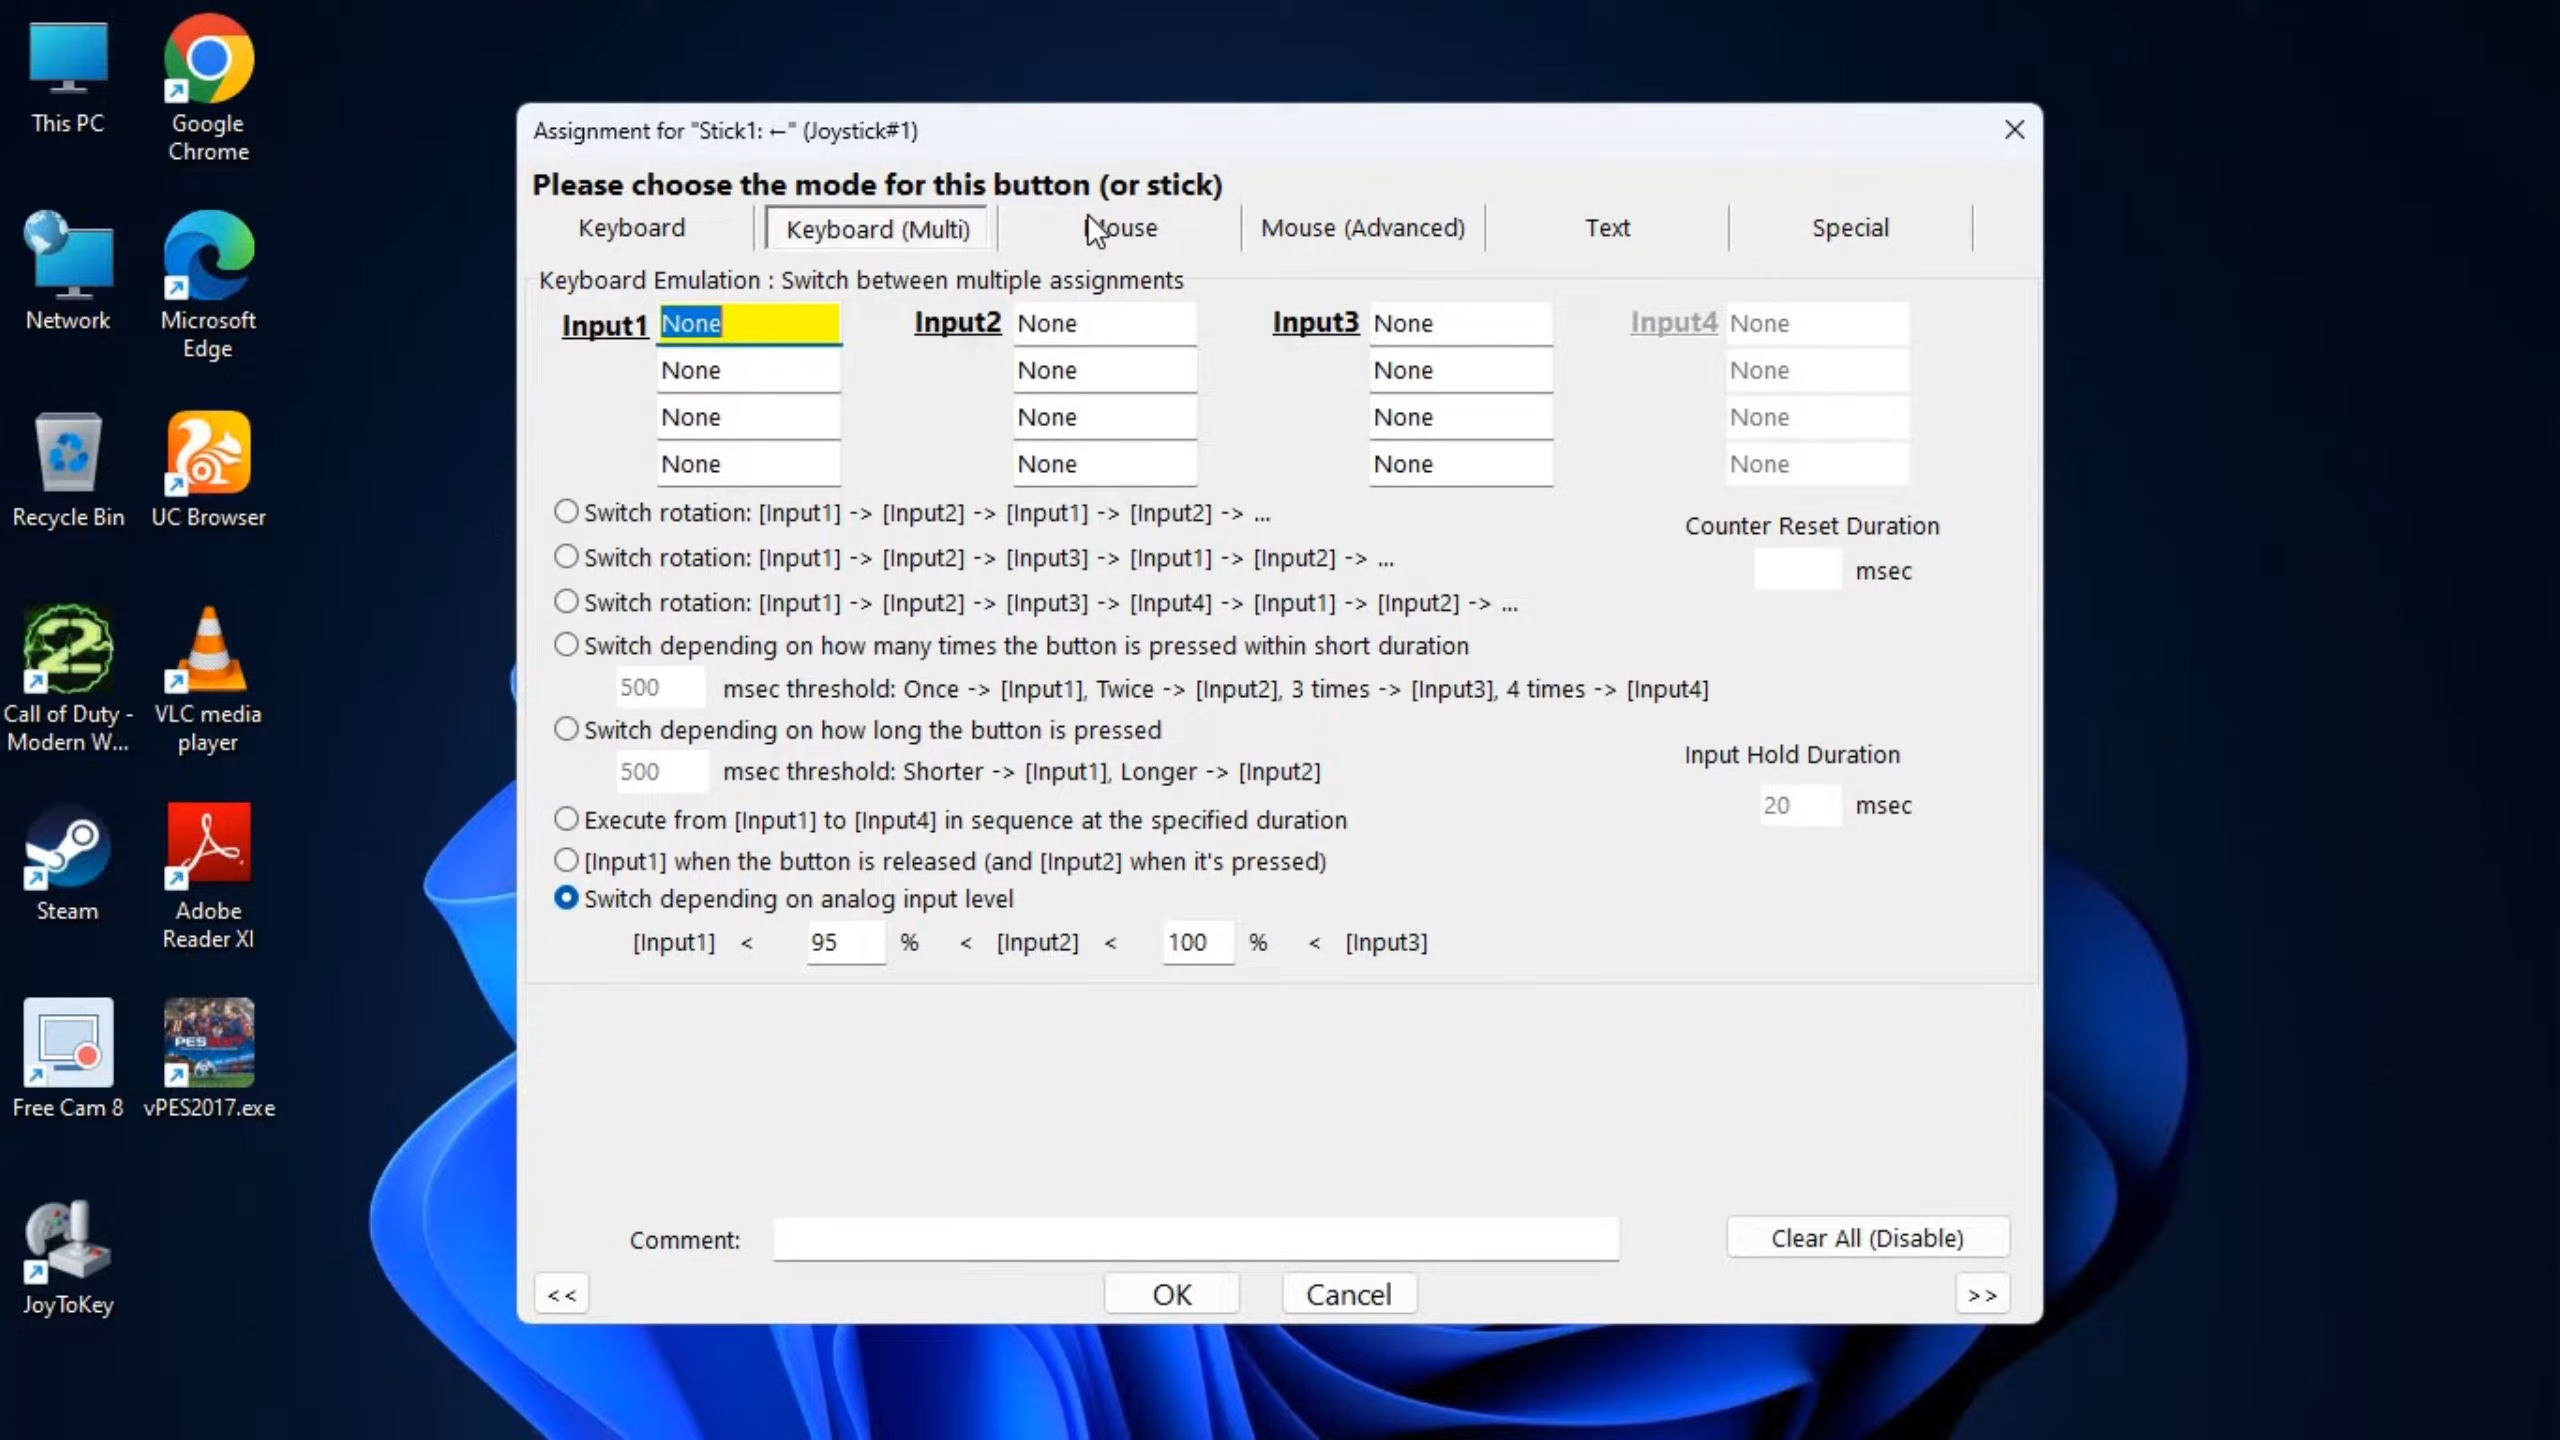 This PC
Google
Chrome
Network
Microsoft
Edge
Recycle Bin
UC Browser
Call of Duty -
Modern W...
VLC media
player
Steam
Adobe
Reader XI
Free Cam 8
PES 2017
vPES2017.exe
JoyToKey
Assignment for "Stick1: ←" (Joystick#1)
Please choose the mode for this button (or stick)
Keyboard
Keyboard (Multi)
Mouse
Mouse (Advanced)
Text
Special
Keyboard Emulation : Switch between multiple assignments
Input1 None Input2 None Input3 None Input4 None
None None None None
None None None None
None None None None
Switch rotation: [Input1] -> [Input2] -> [Input1] -> [Input2] -> ...
Counter Reset Duration
Switch rotation: [Input1] -> [Input2] -> [Input3] -> [Input1] -> [Input2] -> ...
msec
Switch rotation: [Input1] -> [Input2] -> [Input3] -> [Input4] -> [Input1] -> [Input2] -> ...
Switch depending on how many times the button is pressed within short duration
500 msec threshold: Once -> [Input1], Twice -> [Input2], 3 times -> [Input3], 4 times -> [Input4]
Switch depending on how long the button is pressed
500 msec threshold: Shorter -> [Input1], Longer -> [Input2]
Input Hold Duration
20 msec
Execute from [Input1] to [Input4] in sequence at the specified duration
[Input1] when the button is released (and [Input2] when it's pressed)
Switch depending on analog input level
[Input1] < 95 % < [Input2] < 100 % < [Input3]
Comment:
Clear All (Disable)
<<
OK
Cancel
>>